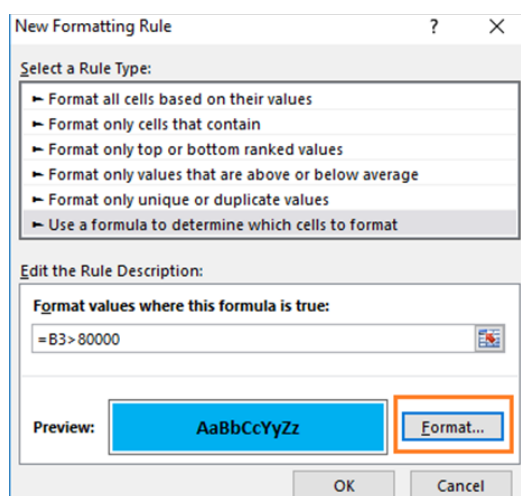 New Formatting Rule ? ×
Select a Rule Type:
► Format all cells based on their values
► Format only cells that contain
► Format only top or bottom ranked values
► Format only values that are above or below average
► Format only unique or duplicate values
► Use a formula to determine which cells to format
Edit the Rule Description:
Format values where this formula is true:
=B3>80000
Preview: AaBbCcYyZz Format...
OK Cancel